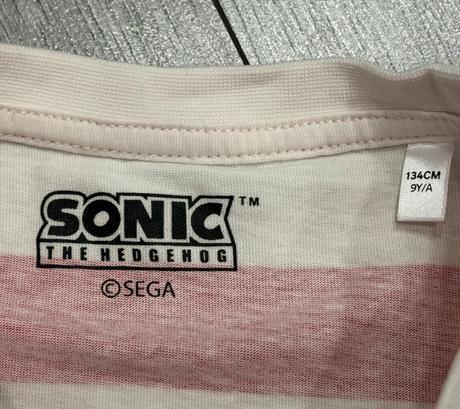 SONIC™
THE HEDGEHOG
©SEGA
134CM
9Y/A